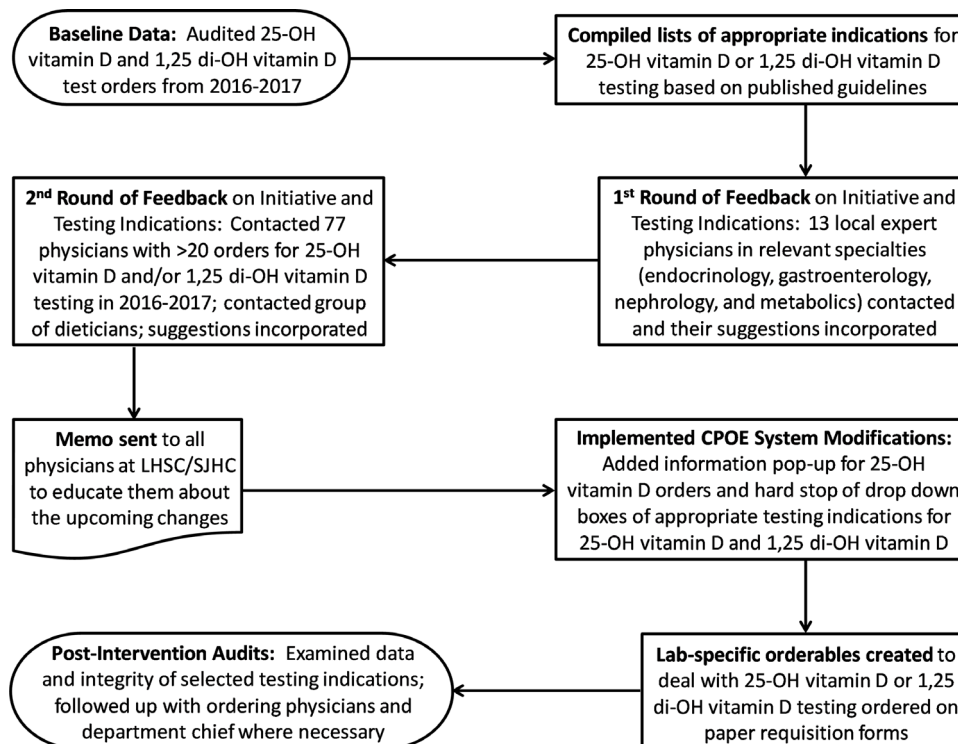 Baseline Data: Audited 25-OH
vitamin D and 1,25 di-OH vitamin D
test orders from 2016-2017
Compiled lists of appropriate indications for
25-OH vitamin D or 1,25 di-OH vitamin D
testing based on published guidelines
1st Round of Feedback on Initiative and
Testing Indications: 13 local expert
physicians in relevant specialties
(endocrinology, gastroenterology,
nephrology, and metabolics) contacted
and their suggestions incorporated
2nd Round of Feedback on Initiative and
Testing Indications: Contacted 77
physicians with >20 orders for 25-OH
vitamin D and/or 1,25 di-OH vitamin D
testing in 2016-2017; contacted group
of dieticians; suggestions incorporated
Memo sent to all
physicians at LHSC/SJHC
to educate them about
the upcoming changes
Implemented CPOE System Modifications:
Added information pop-up for 25-OH
vitamin D orders and hard stop of drop down
boxes of appropriate testing indications for
25-OH vitamin D and 1,25 di-OH vitamin D
Lab-specific orderables created to
deal with 25-OH vitamin D or 1,25
di-OH vitamin D testing ordered on
paper requisition forms
Post-Intervention Audits: Examined data
and integrity of selected testing indications;
followed up with ordering physicians and
department chief where necessary